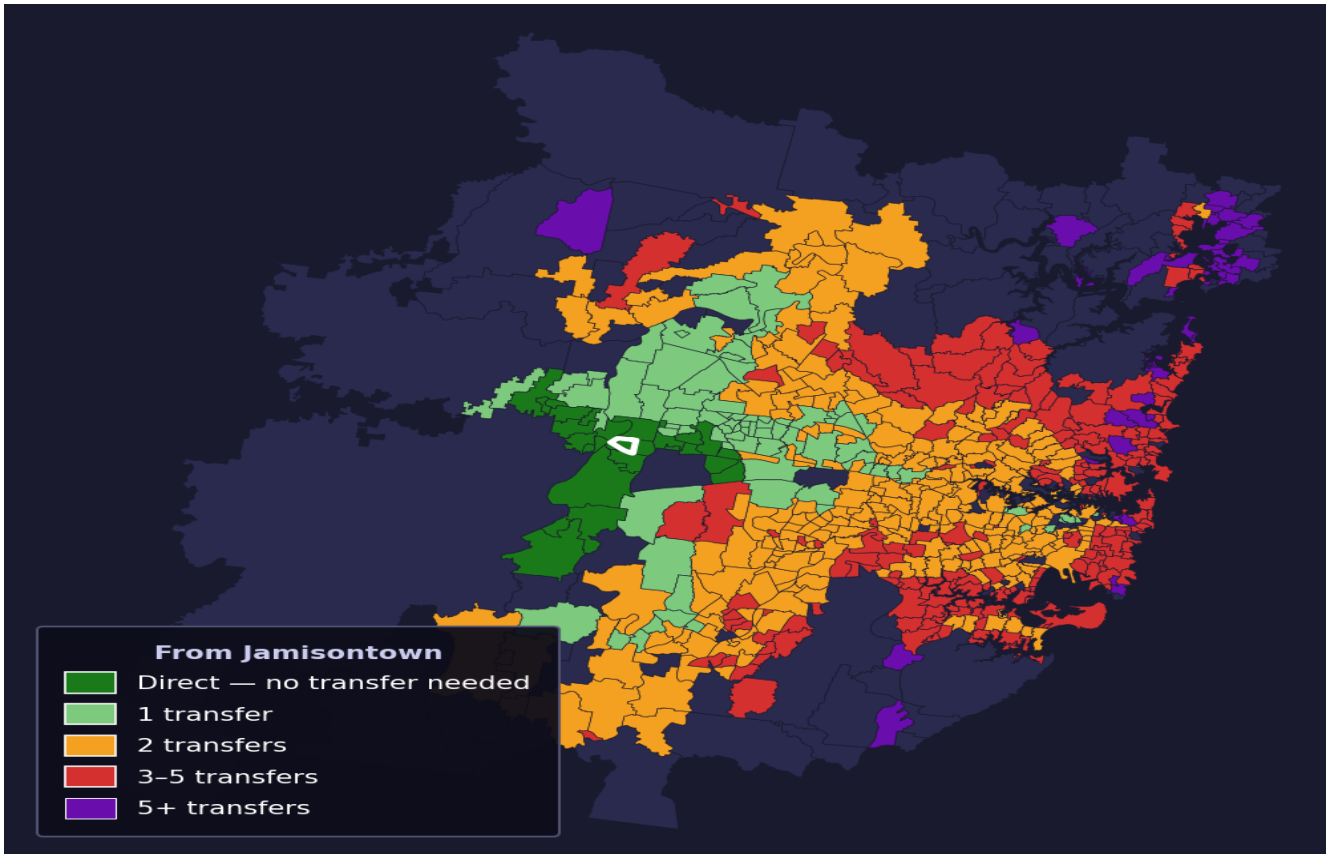 From Jamisontown
Direct — no transfer needed
1 transfer
2 transfers
3–5 transfers
5+ transfers